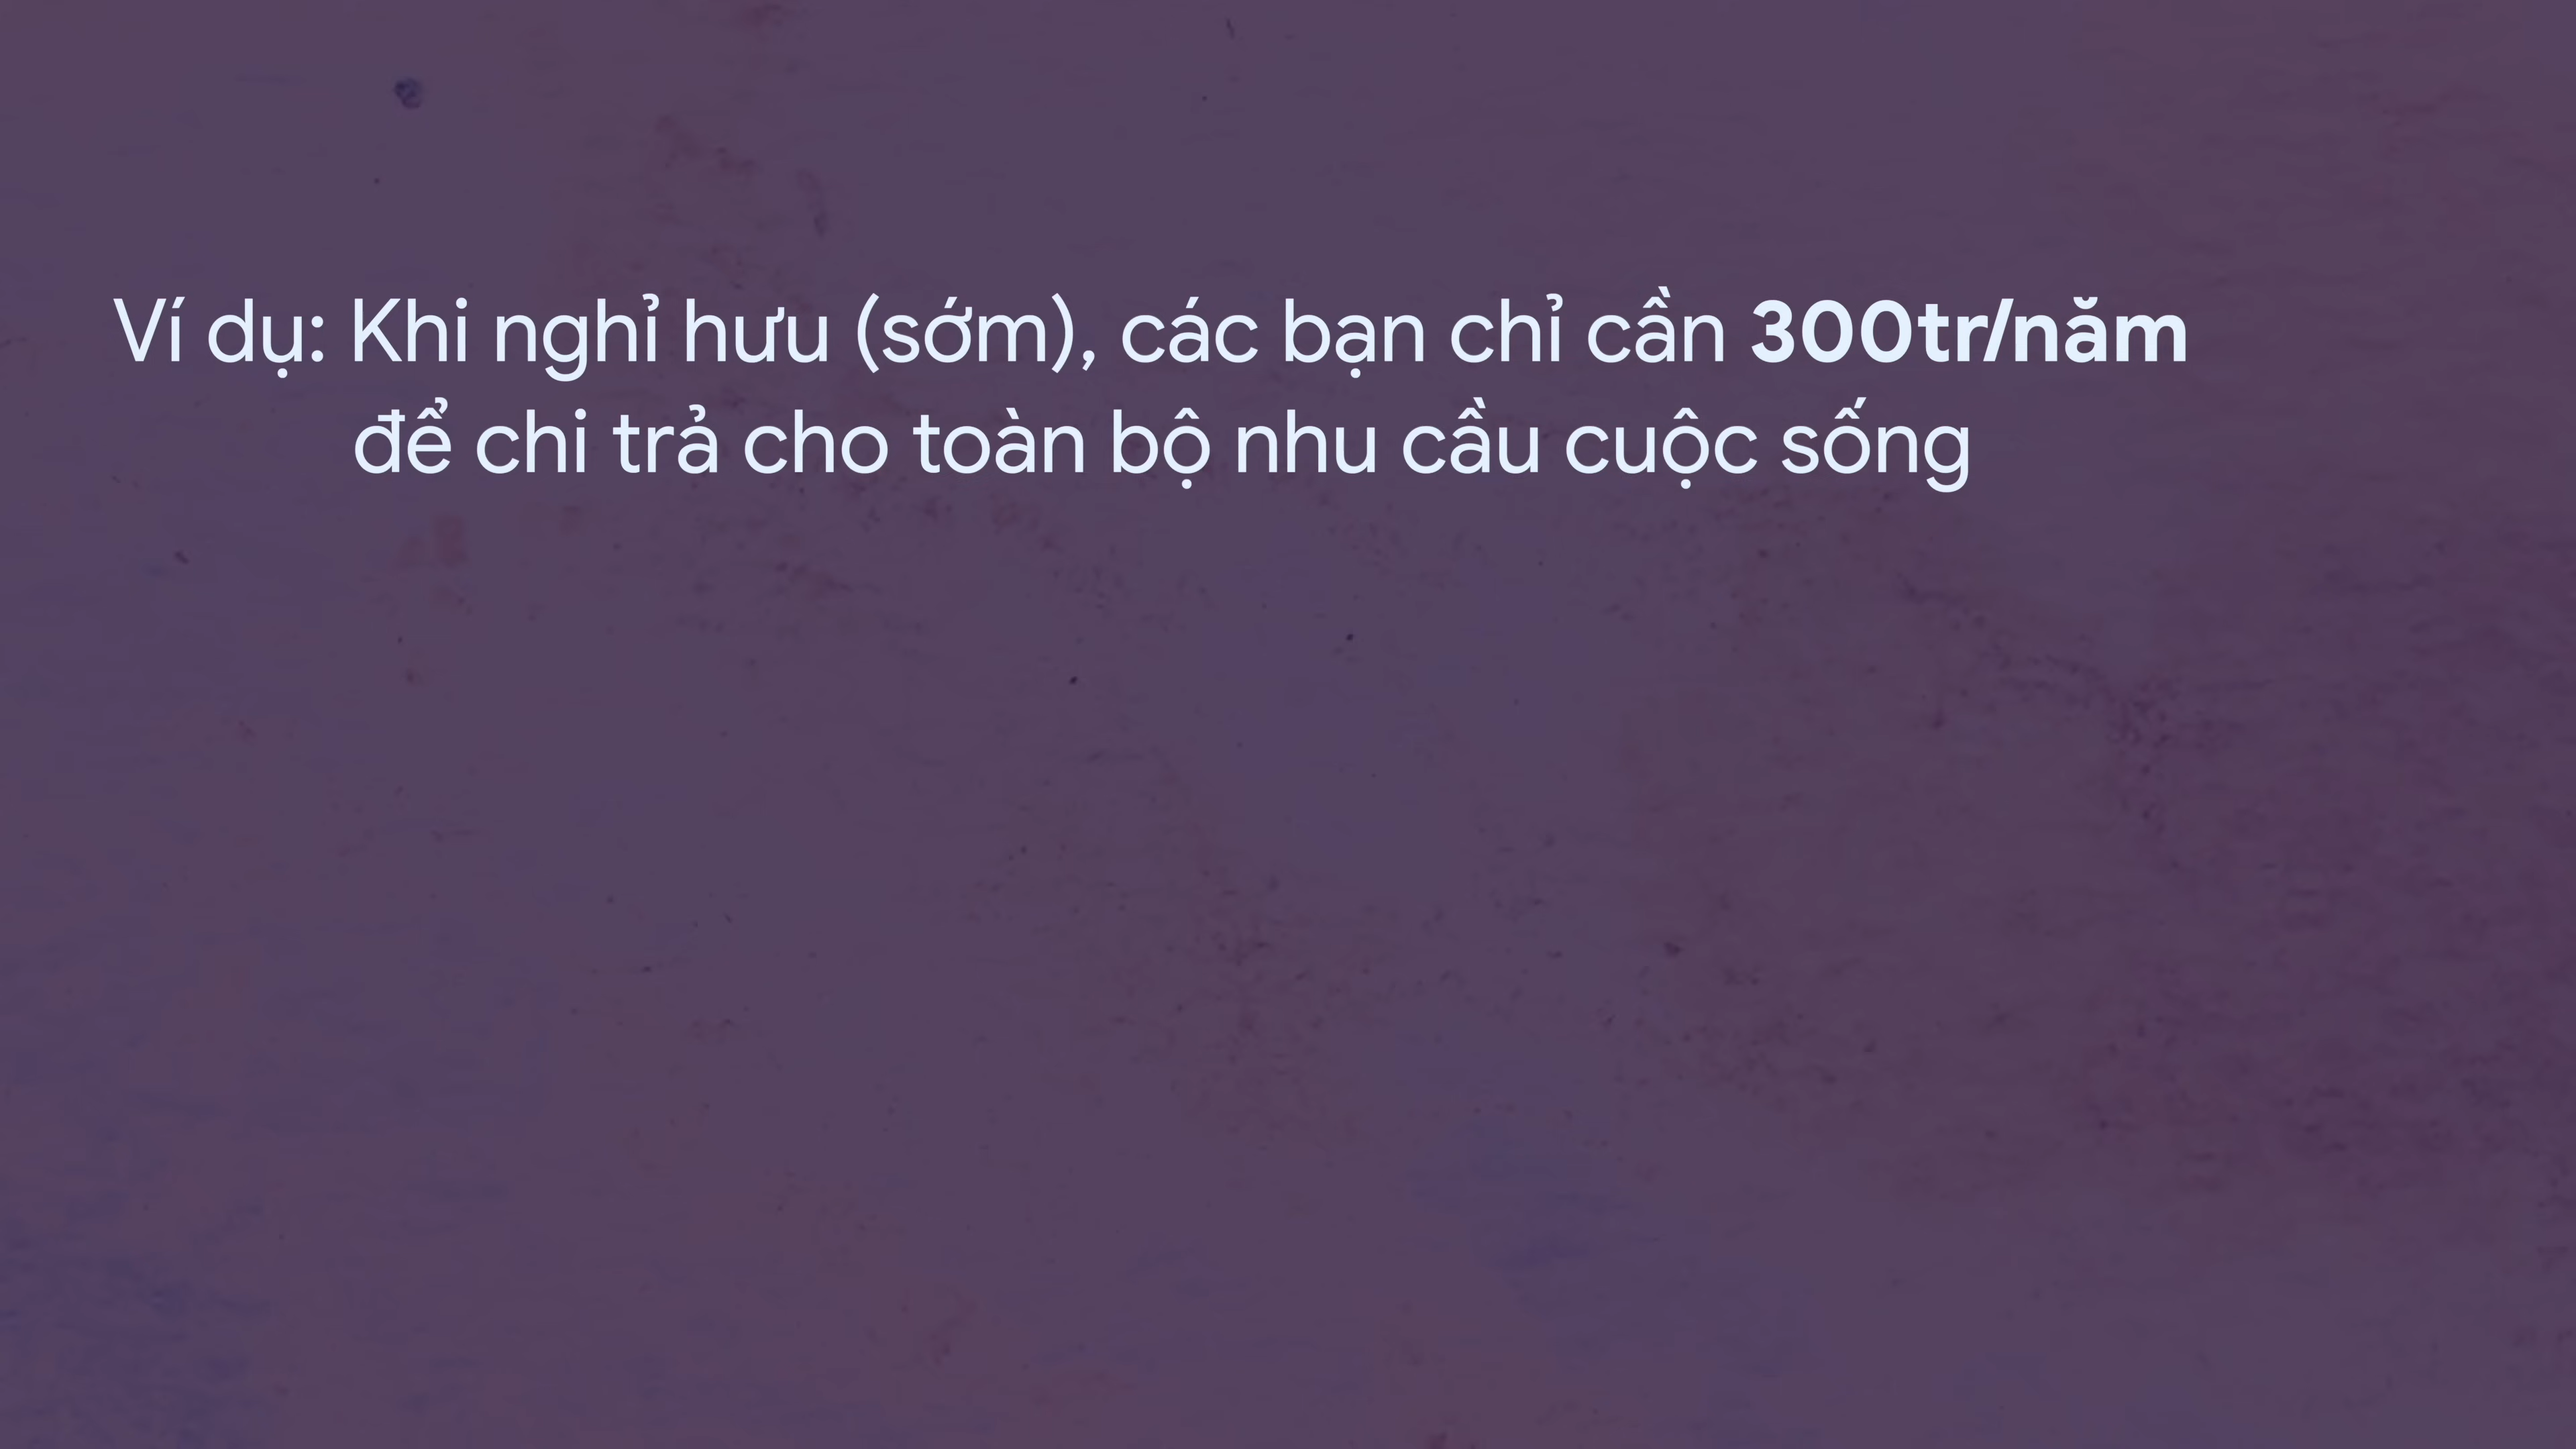 Ví dụ: Khi nghỉ hưu (sớm), các bạn chỉ cần 300tr/năm
để chi trả cho toàn bộ nhu cầu cuộc sống